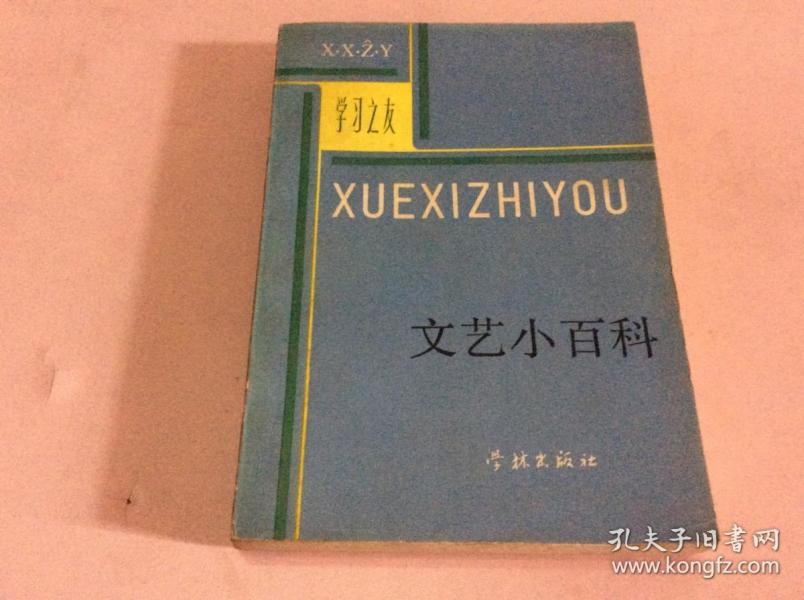 X·X·Ẑ·Y
学习之友
XUEXIZHIYOU
文艺小百科
学林出版社
孔夫子旧书网
www.kongfz.com